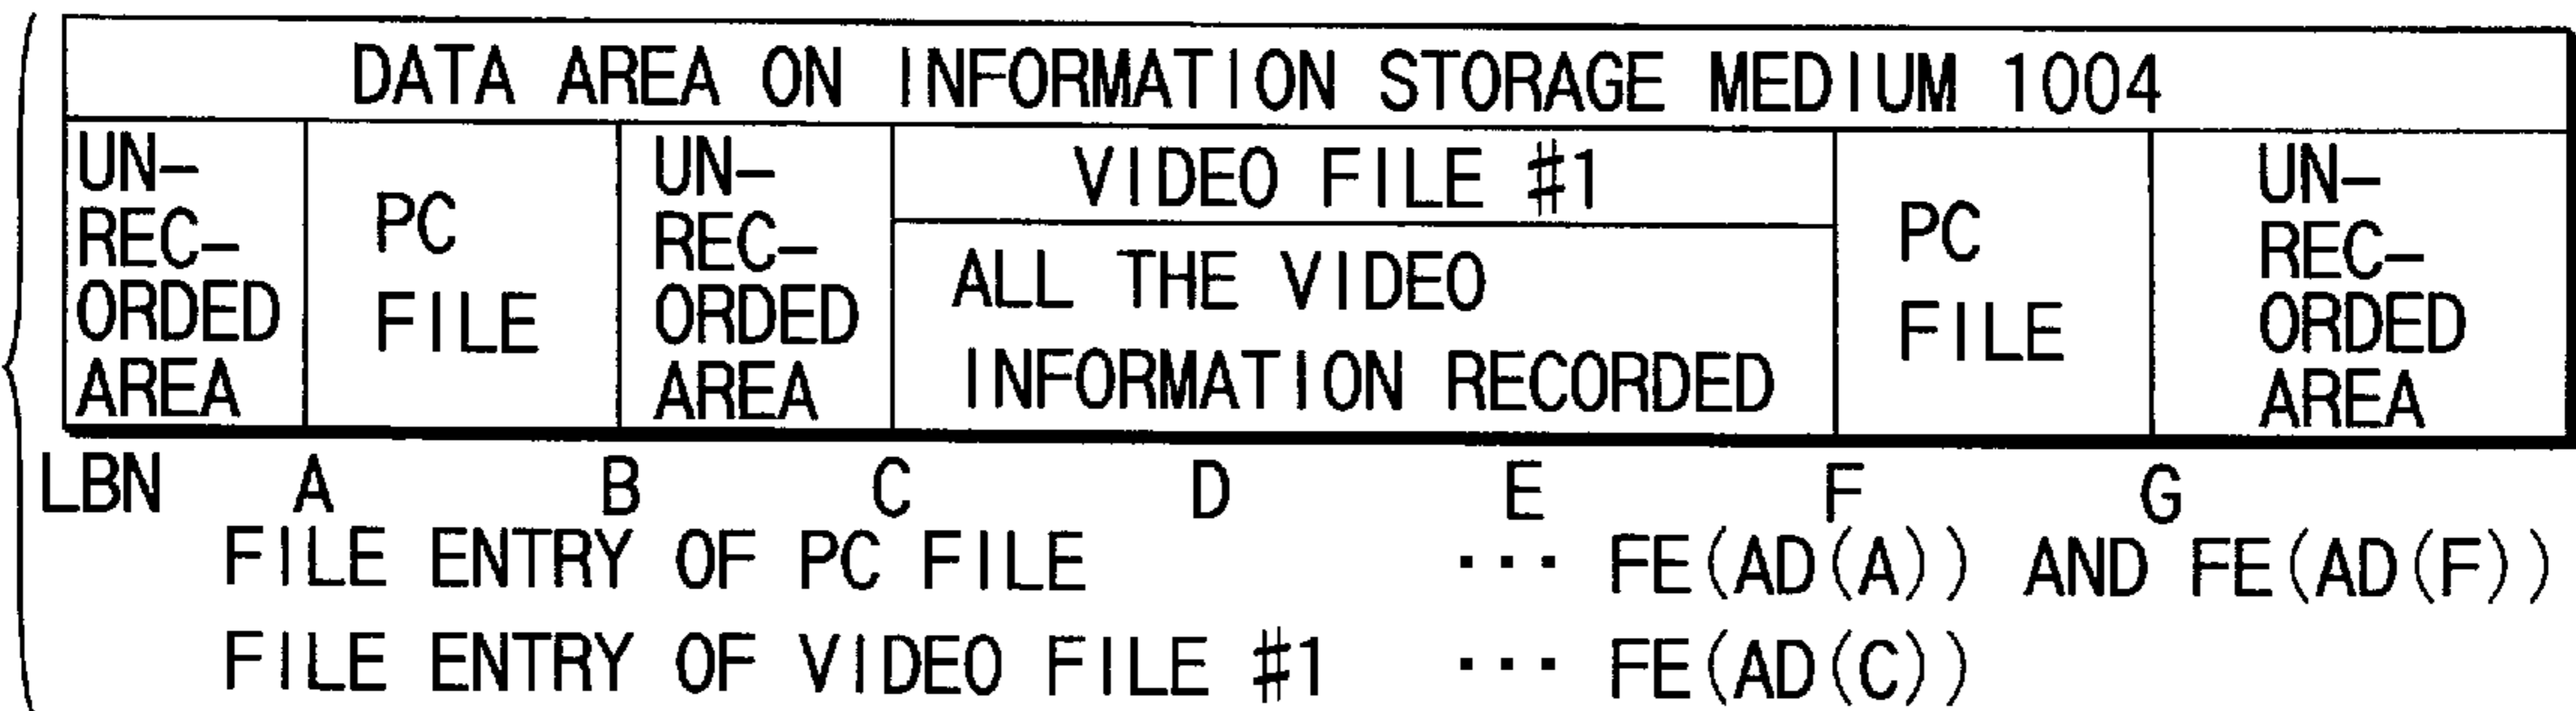 DATA AREA ON INFORMATION STORAGE MEDIUM 1004
UN-
REC-
ORDED
AREA
PC
FILE
UN-
REC-
ORDED
AREA
VIDEO FILE #1
ALL THE VIDEO
INFORMATION RECORDED
PC
FILE
UN-
REC-
ORDED
AREA
LBN A B C D E F G
FILE ENTRY OF PC FILE ··· FE(AD(A)) AND FE(AD(F))
FILE ENTRY OF VIDEO FILE #1 ··· FE(AD(C))